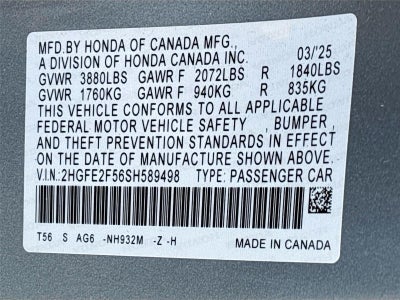 MFD.BY HONDA OF CANADA MFG.,
A DIVISION OF HONDA CANADA INC. 03/'25
GVWR 3880LBS GAWR F 2072LBS R 1840LBS
GVWR 1760KG GAWR F 940KG R 835KG
THIS VEHICLE CONFORMS TO ALL APPLICABLE
FEDERAL MOTOR VEHICLE SAFETY , BUMPER ,
AND THEFT PREVENTION STANDARDS IN EFFECT
ON THE DATE OF MANUFACTURE SHOWN ABOVE.
V.I.N.:2HGFE2F56SH589498 TYPE: PASSENGER CAR
T56 S AG6 -NH932M -Z -H MADE IN CANADA